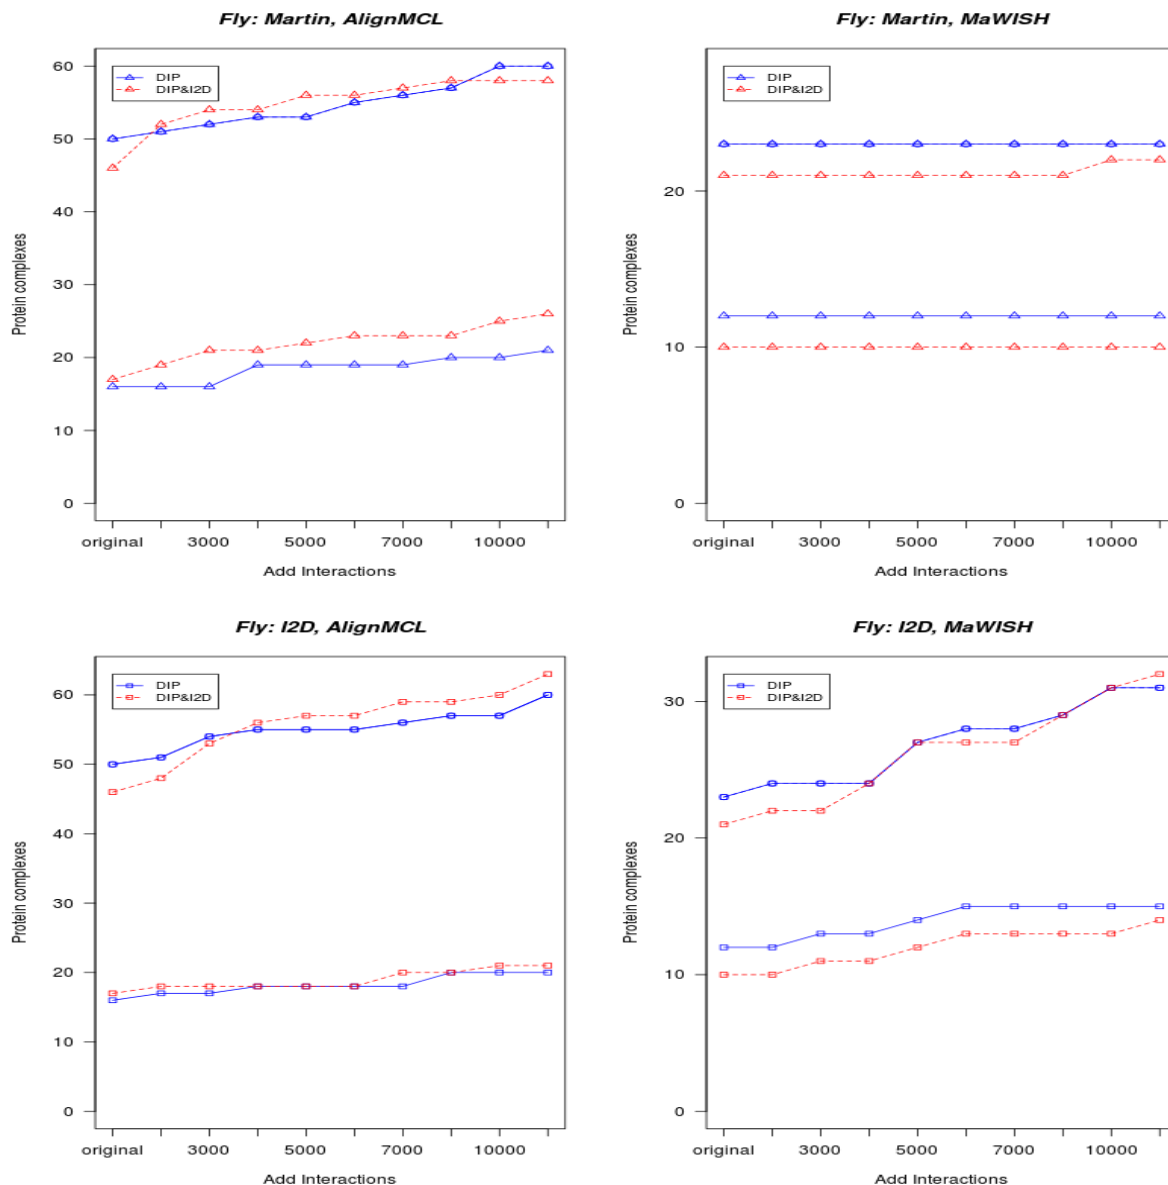 Fly: Martin, AlignMCL
Protein complexes
60
50
40
30
20
10
0
DIP
DIP&I2D
original 3000 5000 7000 10000
Add Interactions
Fly: Martin, MaWISH
Protein complexes
20
10
0
DIP
DIP&I2D
original 3000 5000 7000 10000
Add Interactions
Fly: I2D, AlignMCL
Protein complexes
60
50
40
30
20
10
0
DIP
DIP&I2D
original 3000 5000 7000 10000
Add Interactions
Fly: I2D, MaWISH
Protein complexes
30
20
10
0
DIP
DIP&I2D
original 3000 5000 7000 10000
Add Interactions